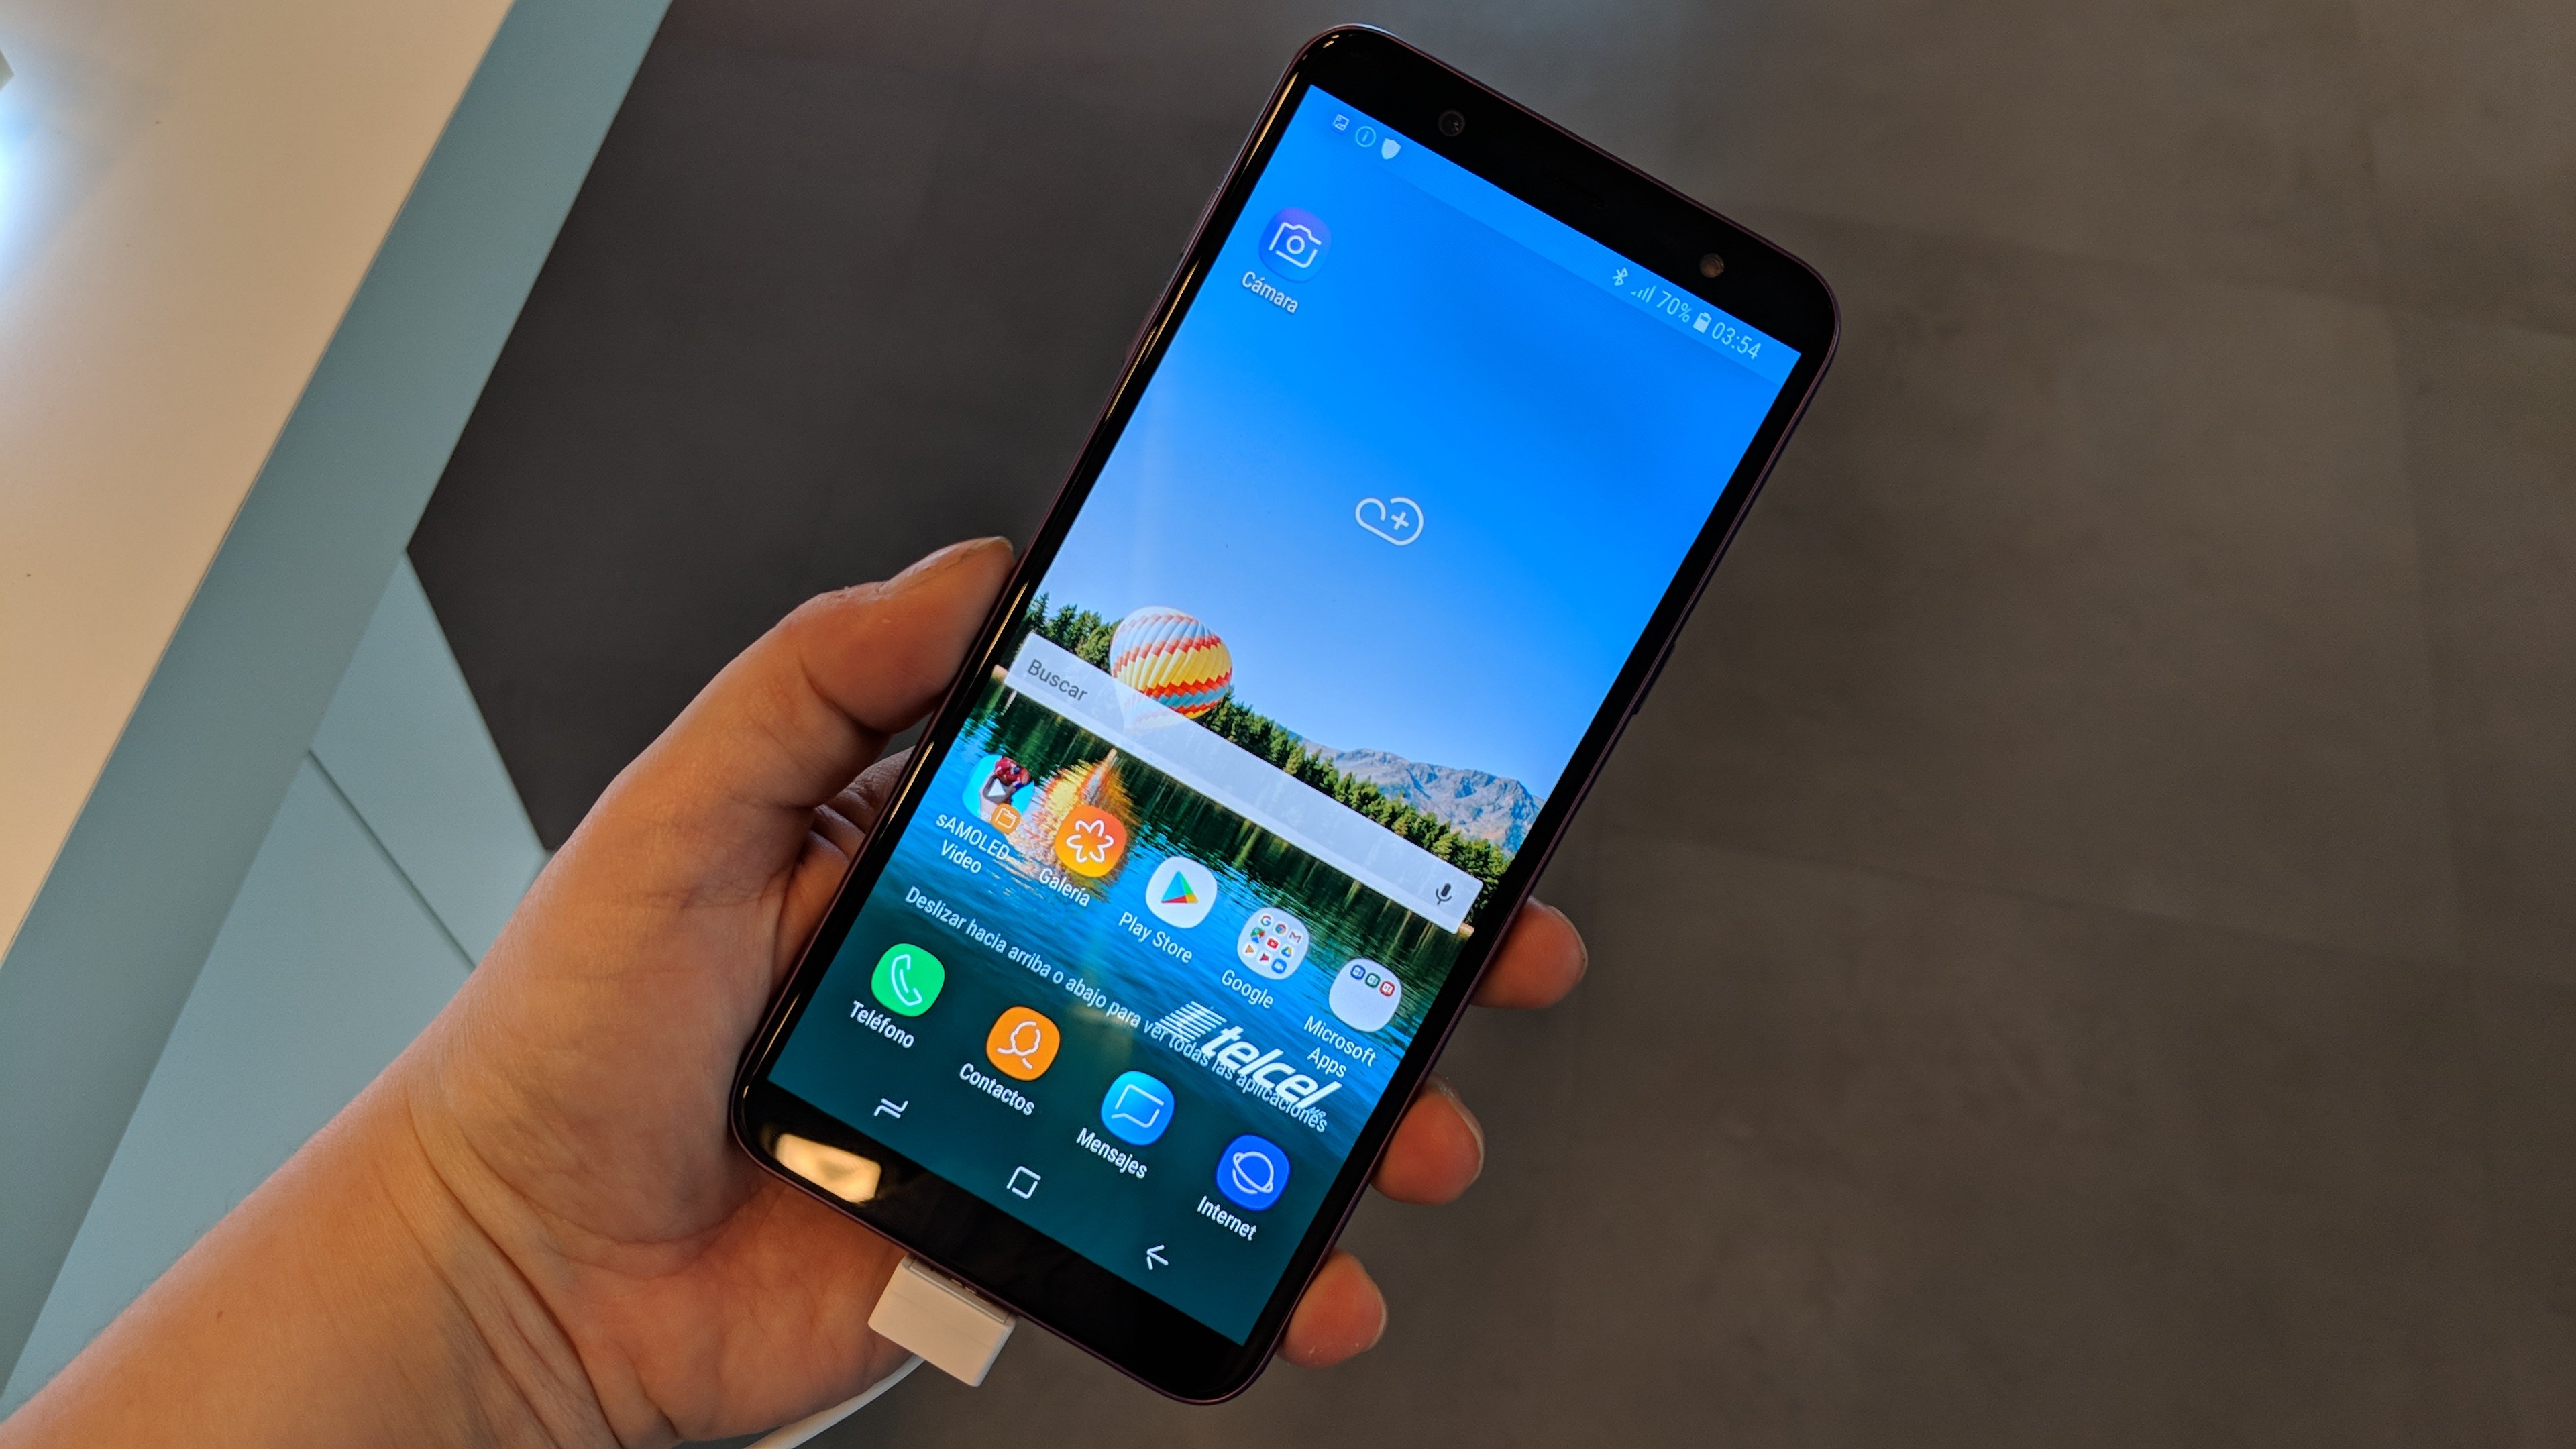 70% 03:54
Cámara
Buscar
sAMOLED
Video
Galería
Play Store
Google
Microsoft
Apps
Deslizar hacia arriba o abajo para ver todas las aplicaciones
telcel
MR
Teléfono
Contactos
Mensajes
Internet